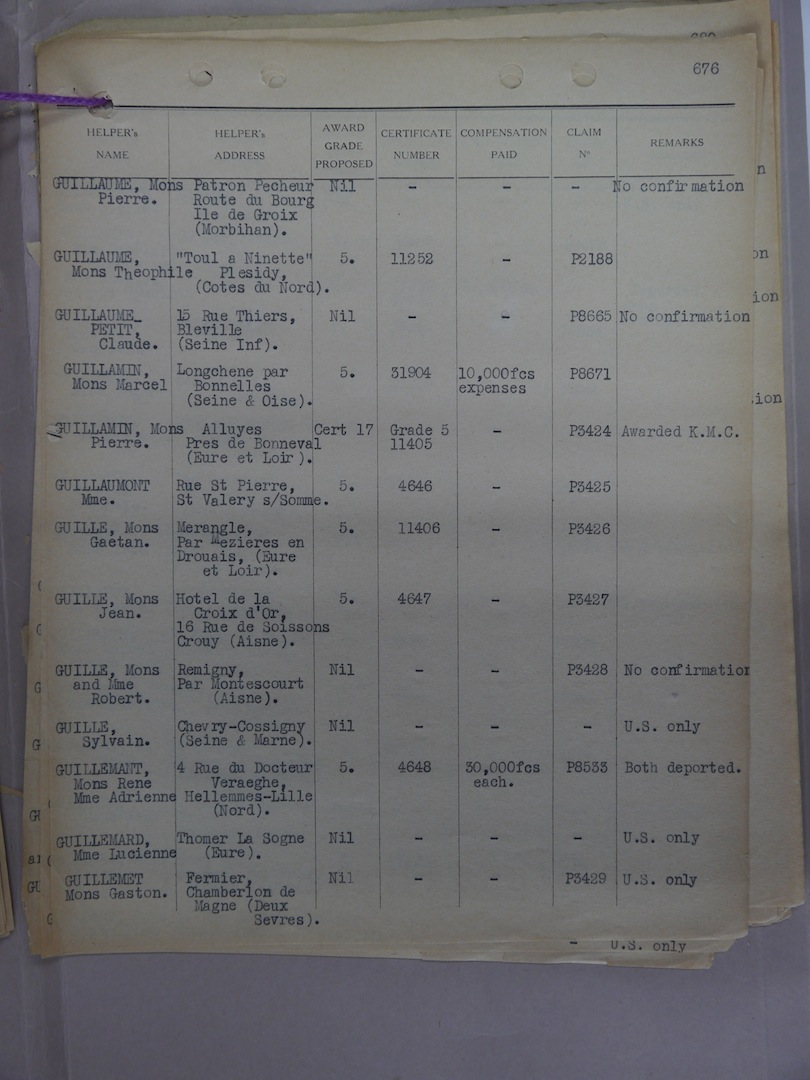 676
HELPER's NAME HELPER's ADDRESS AWARD GRADE PROPOSED CERTIFICATE NUMBER COMPENSATION PAID CLAIM Nº REMARKS
GUILLAUME, Mons Patron Pecheur Nil - - - No confirmation
Pierre. Route du Bourg
Ile de Groix
(Morbihan).
GUILLAUME, "Toul a Ninette" 5. 11252 - P2188
Mons Theophile Plesidy,
(Cotes du Nord).
GUILLAUME_ 15 Rue Thiers, Nil - - P8665 No confirmation
PETIT, Bleville
Claude. (Seine Inf).
GUILLAMIN, Longchene par 5. 31904 10,000fcs P8671
Mons Marcel Bonnelles expenses
(Seine & Oise).
GUILLAMIN, Mons Alluyes Cert 17 Grade 5 - P3424 Awarded K.M.C.
Pierre. Pres de Bonneval 11405
(Eure et Loir ).
GUILLAUMONT Rue St Pierre, 5. 4646 - P3425
Mme. St Valery s/Somme.
GUILLE, Mons Merangle, 5. 11406 - P3426
Gaetan. Par Mezieres en
Drouais, (Eure
et Loir).
GUILLE, Mons Hotel de la 5. 4647 - P3427
Jean. Croix d'Or,
16 Rue de Soissons
Crouy (Aisne).
GUILLE, Mons Remigny, Nil - - P3428 No confirmation
and Mme Par Montescourt
Robert. (Aisne).
GUILLE, Chevry-Cossigny Nil - - - U.S. only
Sylvain. (Seine & Marne).
GUILLEMANT, 4 Rue du Docteur 5. 4648 30,000fcs P8533 Both deported.
Mons Rene Veraeghe, each.
Mme Adrienne Hellemmes-Lille
(Nord).
GUILLEMARD, Thomer La Sogne Nil - - - U.S. only
Mme Lucienne (Eure).
GUILLEMET Fermier, Nil - - P3429 U.S. only
Mons Gaston. Chamberlon de
Magne (Deux
Sevres).
- U.S. only